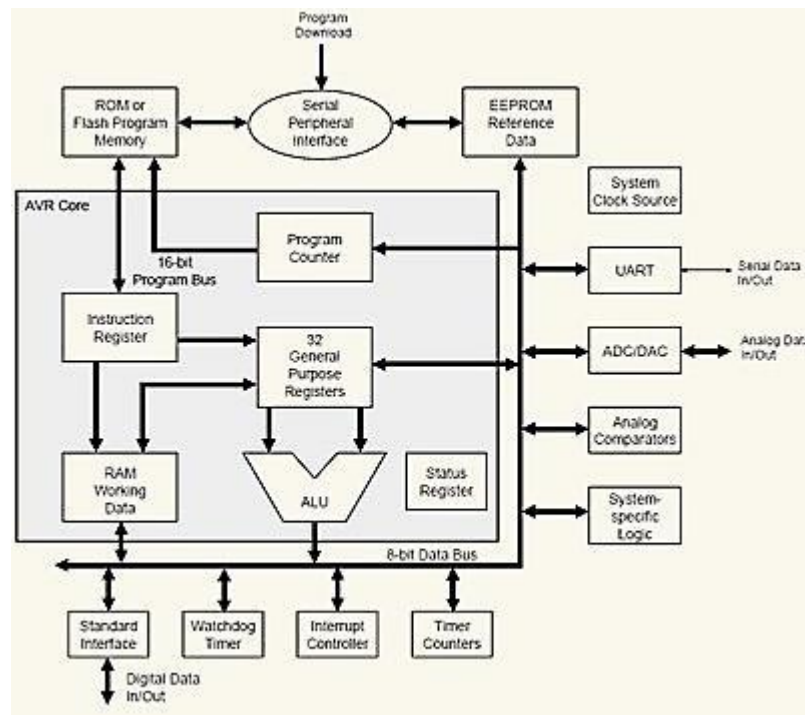 Program
Download
ROM or
Flash Program
Memory
Serial
Peripheral
Interface
EEPROM
Reference
Data
System
Clock Source
AVR Core
Program
Counter
16-bit
Program Bus
UART
Serial Data
In/Out
Instruction
Register
32
General
Purpose
Registers
ADC/DAC
Analog Data
In/Out
Analog
Comparators
RAM
Working
Data
ALU
Status
Register
System-
specific
Logic
8-bit Data Bus
Standard
Interface
Watchdog
Timer
Interrupt
Controller
Timer
Counters
Digital Data
In/Out